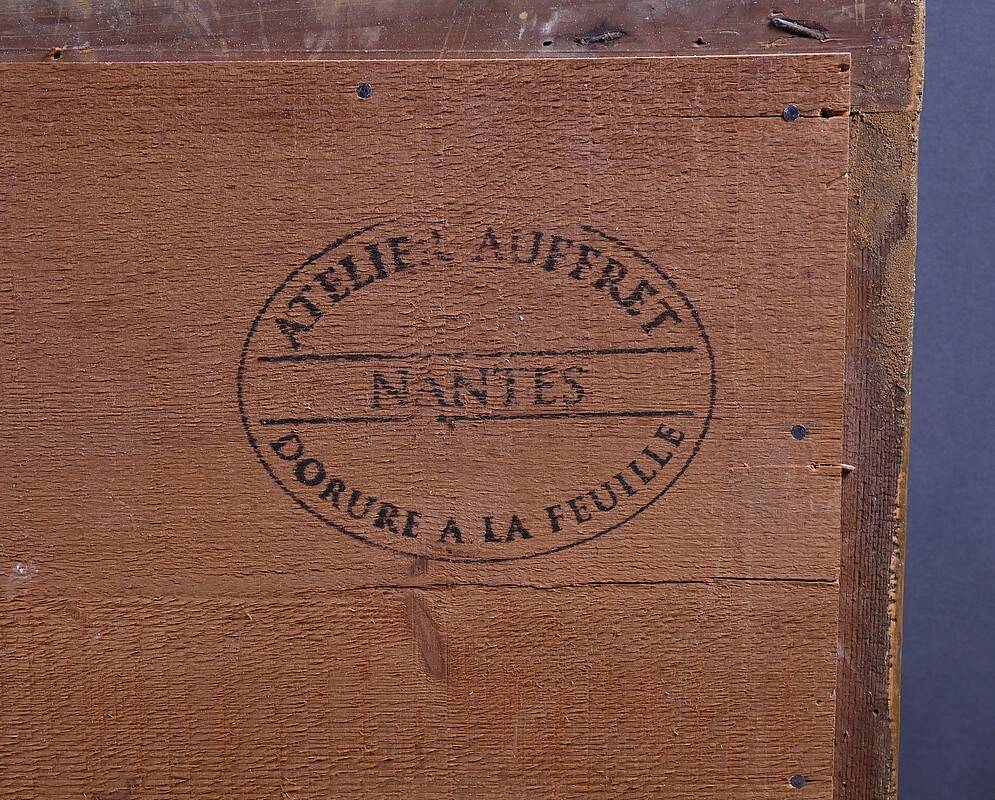 ATELIER AUFFRET
NANTES
DORURE A LA FEUILLE